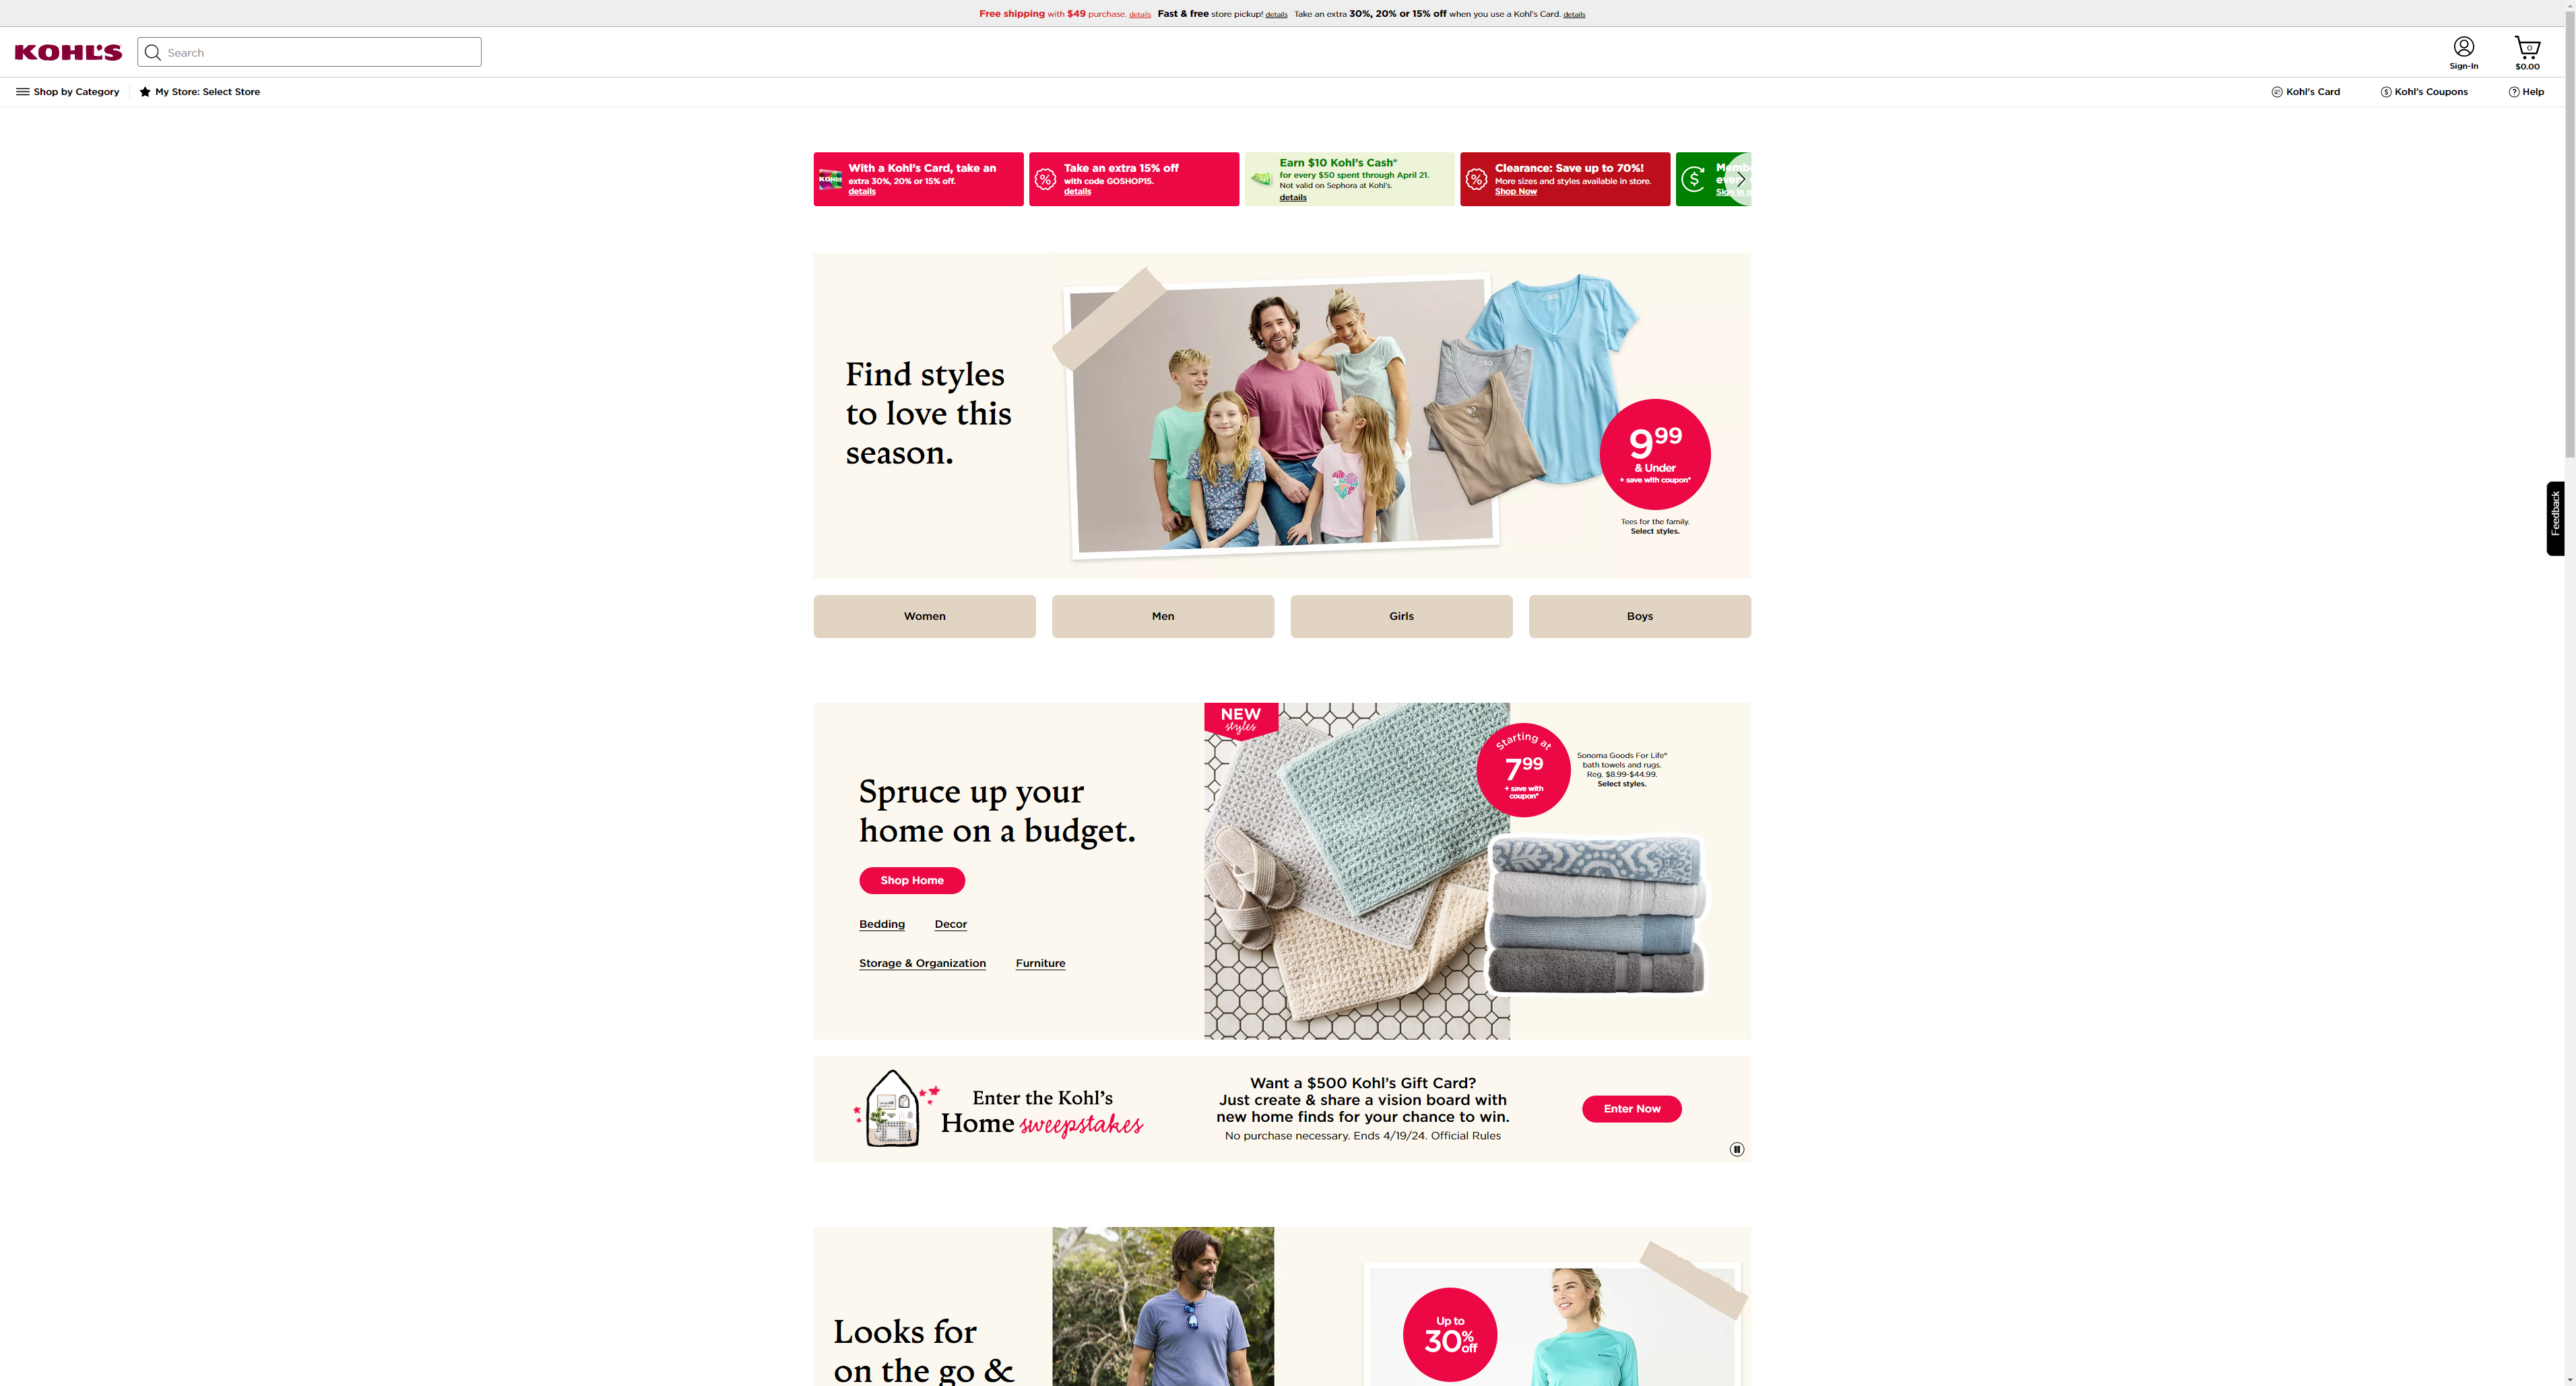 Free shipping with $49 purchase. details Fast & free store pickup! details Take an extra 30%, 20% or 15% off when you use a Kohl's Card. details
KOHL'S
Search
Sign-In
0
$0.00
Shop by Category
My Store: Select Store
Kohl's Card
Kohl's Coupons
Help
KOHL'S
With a Kohl's Card, take an
extra 30%, 20% or 15% off.
details
Take an extra 15% off
with code GOSHOP15.
details
Earn $10 Kohl's Cash®
for every $50 spent through April 21.
Not valid on Sephora at Kohl's.
details
Clearance: Save up to 70%!
More sizes and styles available in store.
Shop Now
Sign in
Find styles
to love this
season.
9⁹⁹
& Under
+ save with coupon*
Tees for the family.
Select styles.
Feedback
Women
Men
Girls
Boys
NEW
styles
Spruce up your
home on a budget.
Shop Home
Bedding
Decor
Storage & Organization
Furniture
Starting at
7⁹⁹
+ save with
coupon*
Sonoma Goods For Life®
bath towels and rugs.
Reg. $8.99-$44.99.
Select styles.
Enter the Kohl's
Home sweepstakes
Want a $500 Kohl's Gift Card?
Just create & share a vision board with
new home finds for your chance to win.
No purchase necessary. Ends 4/19/24. Official Rules
Enter Now
Looks for
on the go &
Up to
30% off